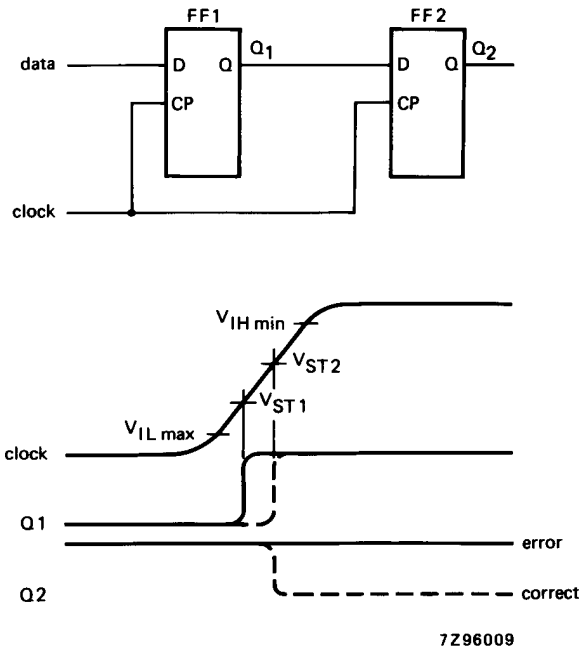 FF1 FF2
Q1 Q2
data D Q D Q
CP CP
clock
VIH min
VST2
VST1
VIL max
clock
Q1
error
Q2 correct
7Z96009